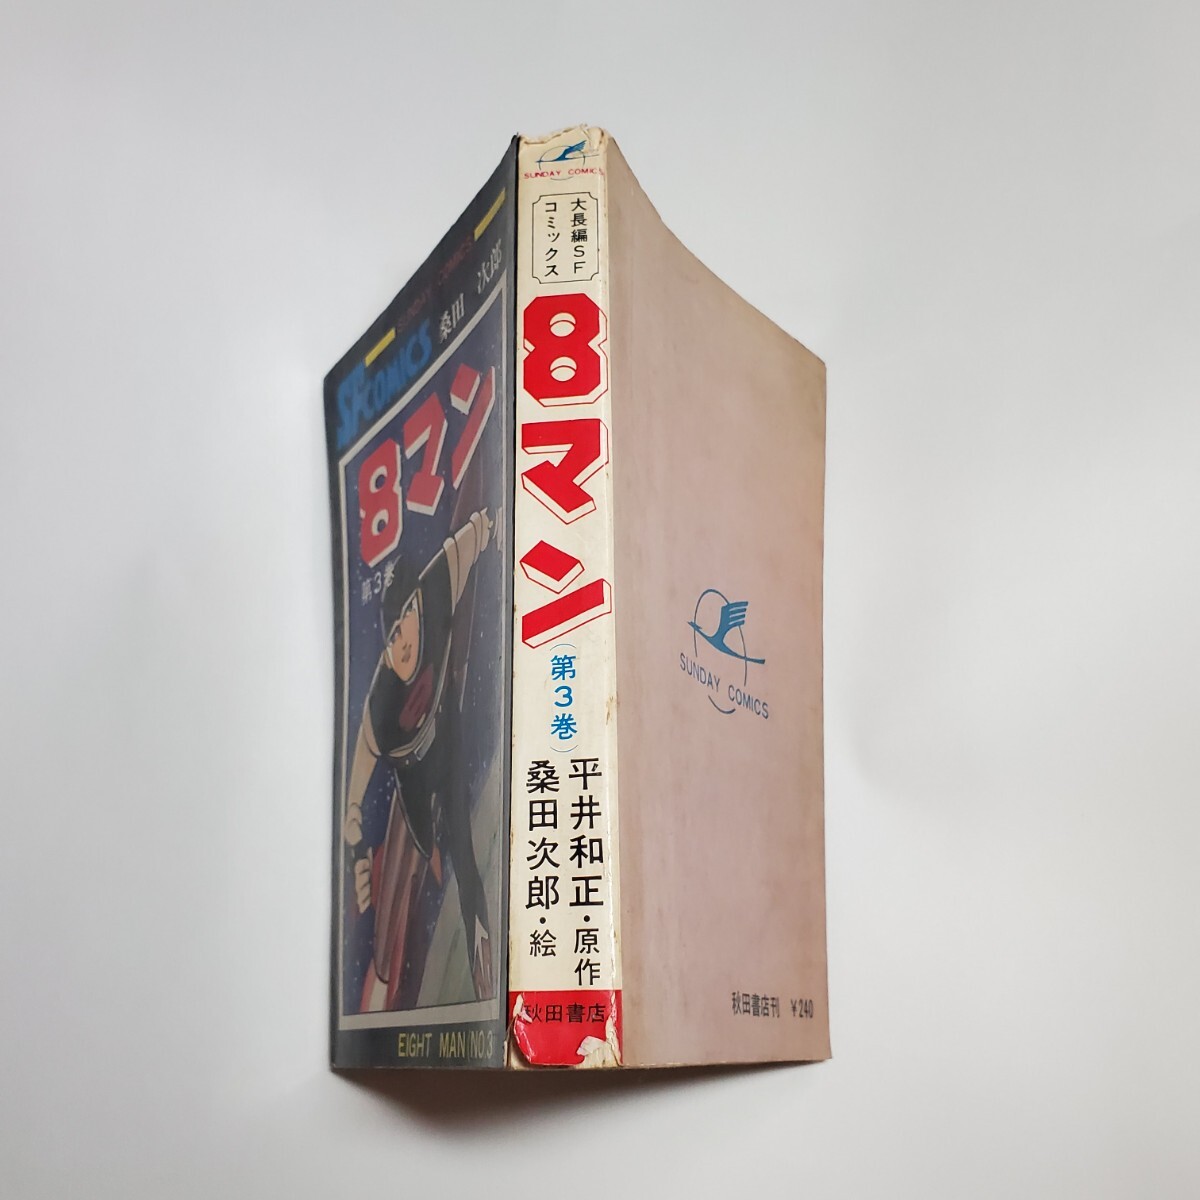 SUNDAY COMICS
桑田 次郎
SF COMICS
8マン
第3巻
EIGHT MAN NO3
SUNDAY COMICS
大長編SF
コミックス
8マン
(第3巻)
平井和正・原作
桑田次郎・絵
秋田書店
SUNDAY COMICS
秋田書店刊 ¥240